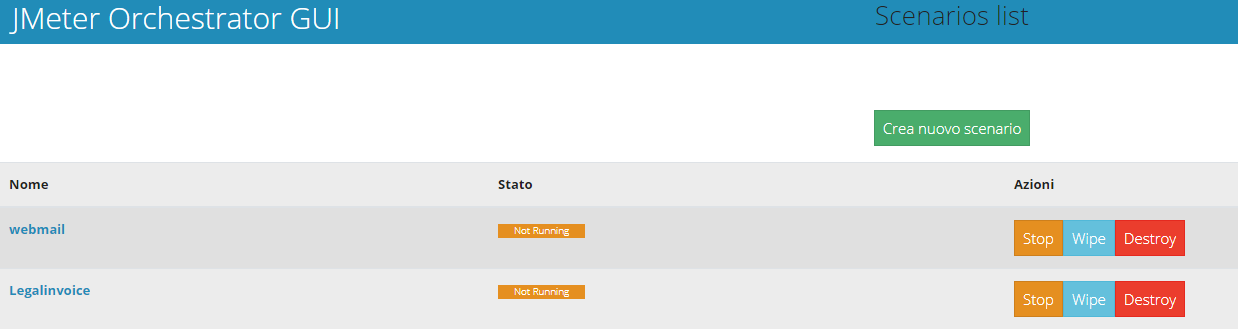 JMeter Orchestrator GUI Scenarios list
Crea nuovo scenario
Nome Stato Azioni
webmail Not Running Stop Wipe Destroy
Legalinvoice Not Running Stop Wipe Destroy